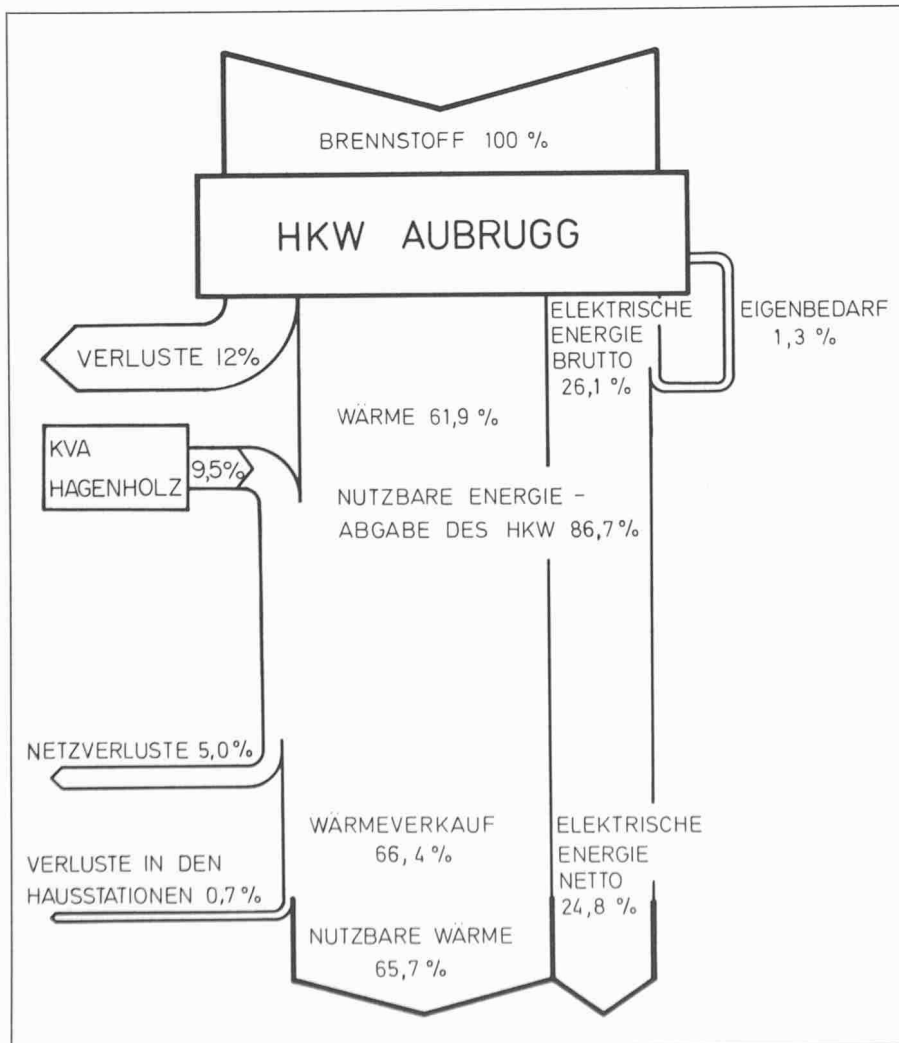 BRENNSTOFF 100 %
HKW AUBRUGG
ELEKTRISCHE
ENERGIE
BRUTTO
26,1 %
EIGENBEDARF
1,3 %
VERLUSTE 12%
WÄRME 61,9 %
KVA
HAGENHOLZ
9,5%
NUTZBARE ENERGIE –
ABGABE DES HKW 86,7%
NETZVERLUSTE 5,0%
WÄRMEVERKAUF
66,4 %
ELEKTRISCHE
ENERGIE
NETTO
24,8 %
VERLUSTE IN DEN
HAUSSTATIONEN 0,7 %
NUTZBARE WÄRME
65,7 %